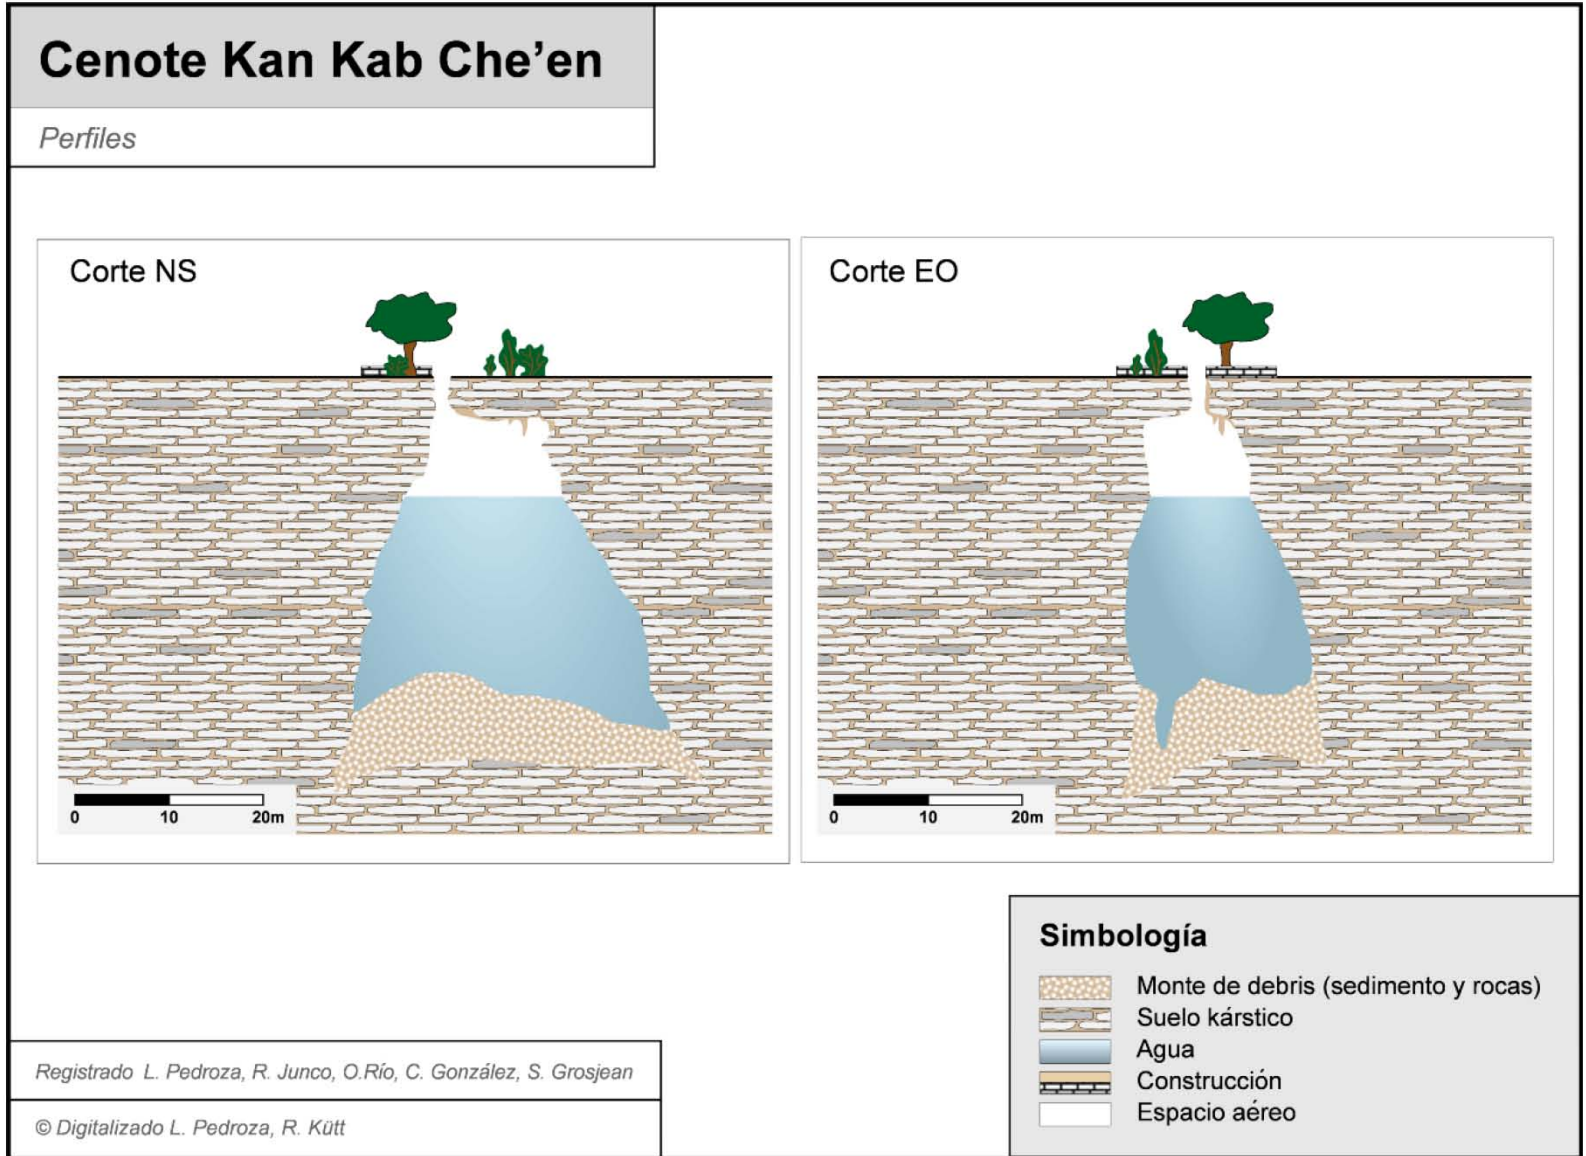 Cenote Kan Kab Che’en
Perfiles
Corte NS
0 10 20m
Corte EO
0 10 20m
Simbología
Monte de debris (sedimento y rocas)
Suelo kárstico
Agua
Construcción
Espacio aéreo
Registrado L. Pedroza, R. Junco, O.Río, C. González, S. Grosjean
© Digitalizado L. Pedroza, R. Kütt